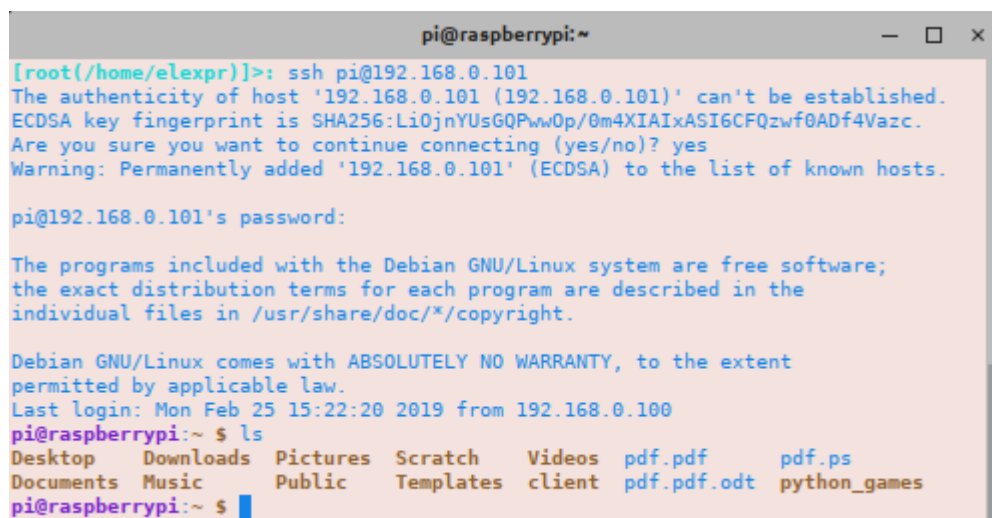 pi@raspberrypi:~
[root(/home/elexpr)]>: ssh pi@192.168.0.101
The authenticity of host '192.168.0.101 (192.168.0.101)' can't be established.
ECDSA key fingerprint is SHA256:LiOjnYUsGQPwwOp/0m4XIAIxASI6CFQzwf0ADf4Vazc.
Are you sure you want to continue connecting (yes/no)? yes
Warning: Permanently added '192.168.0.101' (ECDSA) to the list of known hosts.
pi@192.168.0.101's password:
The programs included with the Debian GNU/Linux system are free software;
the exact distribution terms for each program are described in the
individual files in /usr/share/doc/*/copyright.
Debian GNU/Linux comes with ABSOLUTELY NO WARRANTY, to the extent
permitted by applicable law.
Last login: Mon Feb 25 15:22:20 2019 from 192.168.0.100
pi@raspberrypi:~ $ ls
Desktop Downloads Pictures Scratch Videos pdf.pdf pdf.ps
Documents Music Public Templates client pdf.pdf.odt python_games
pi@raspberrypi:~ $